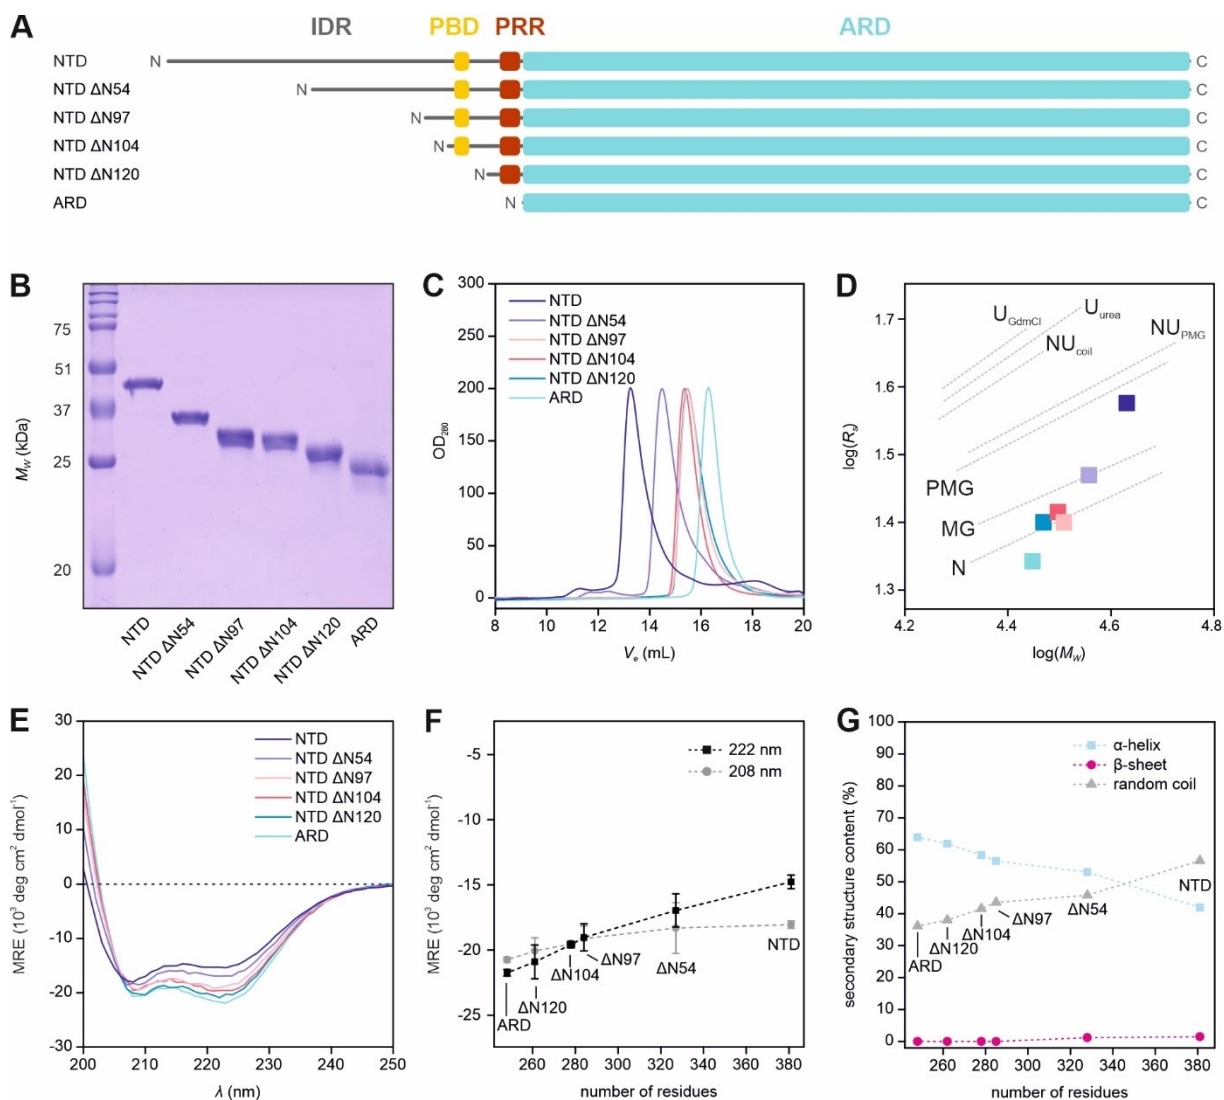 A
IDR PBD PRR ARD
NTD N C
NTD ΔN54 N C
NTD ΔN97 N C
NTD ΔN104 N C
NTD ΔN120 N C
ARD N C
B
Mw (kDa)
75
51
37
25
20
NTD
NTD ΔN54
NTD ΔN97
NTD ΔN104
NTD ΔN120
ARD
C
OD280
300
250
200
150
100
50
0
8 10 12 14 16 18 20
Ve (mL)
NTD
NTD ΔN54
NTD ΔN97
NTD ΔN104
NTD ΔN120
ARD
D
log(Rs)
1.7
1.6
1.5
1.4
1.3
4.2 4.4 4.6 4.8
log(Mw)
UGdmCl
Uurea
NUcoil
NUPMG
PMG
MG
N
E
MRE (10³ deg cm² dmol⁻¹)
30
20
10
0
-10
-20
-30
200 210 220 230 240 250
λ (nm)
NTD
NTD ΔN54
NTD ΔN97
NTD ΔN104
NTD ΔN120
ARD
F
MRE (10³ deg cm² dmol⁻¹)
-5
-10
-15
-20
-25
260 280 300 320 340 360 380
number of residues
222 nm
208 nm
NTD
ΔN54
ΔN97
ΔN104
ΔN120
ARD
G
secondary structure content (%)
100
90
80
70
60
50
40
30
20
10
0
260 280 300 320 340 360 380
number of residues
α-helix
β-sheet
random coil
NTD
ΔN54
ΔN97
ΔN104
ΔN120
ARD